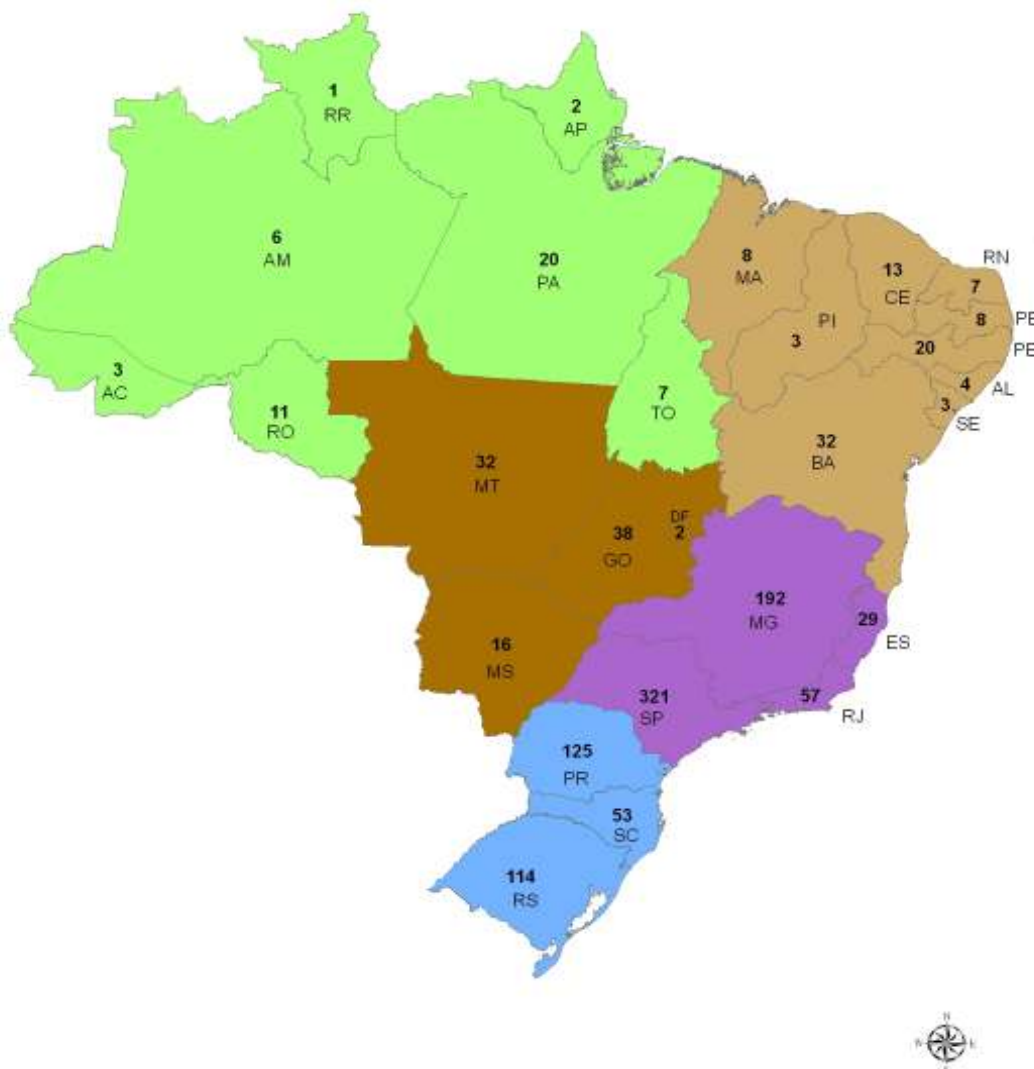 1
RR
2
AP
6
AM
20
PA
8
MA
13
CE
RN
7
PI
3
8
PB
20
PE
4
AL
3
SE
3
AC
11
RO
7
TO
32
BA
32
MT
DF
2
38
GO
192
MG
29
ES
16
MS
321
SP
57
RJ
125
PR
53
SC
114
RS
N